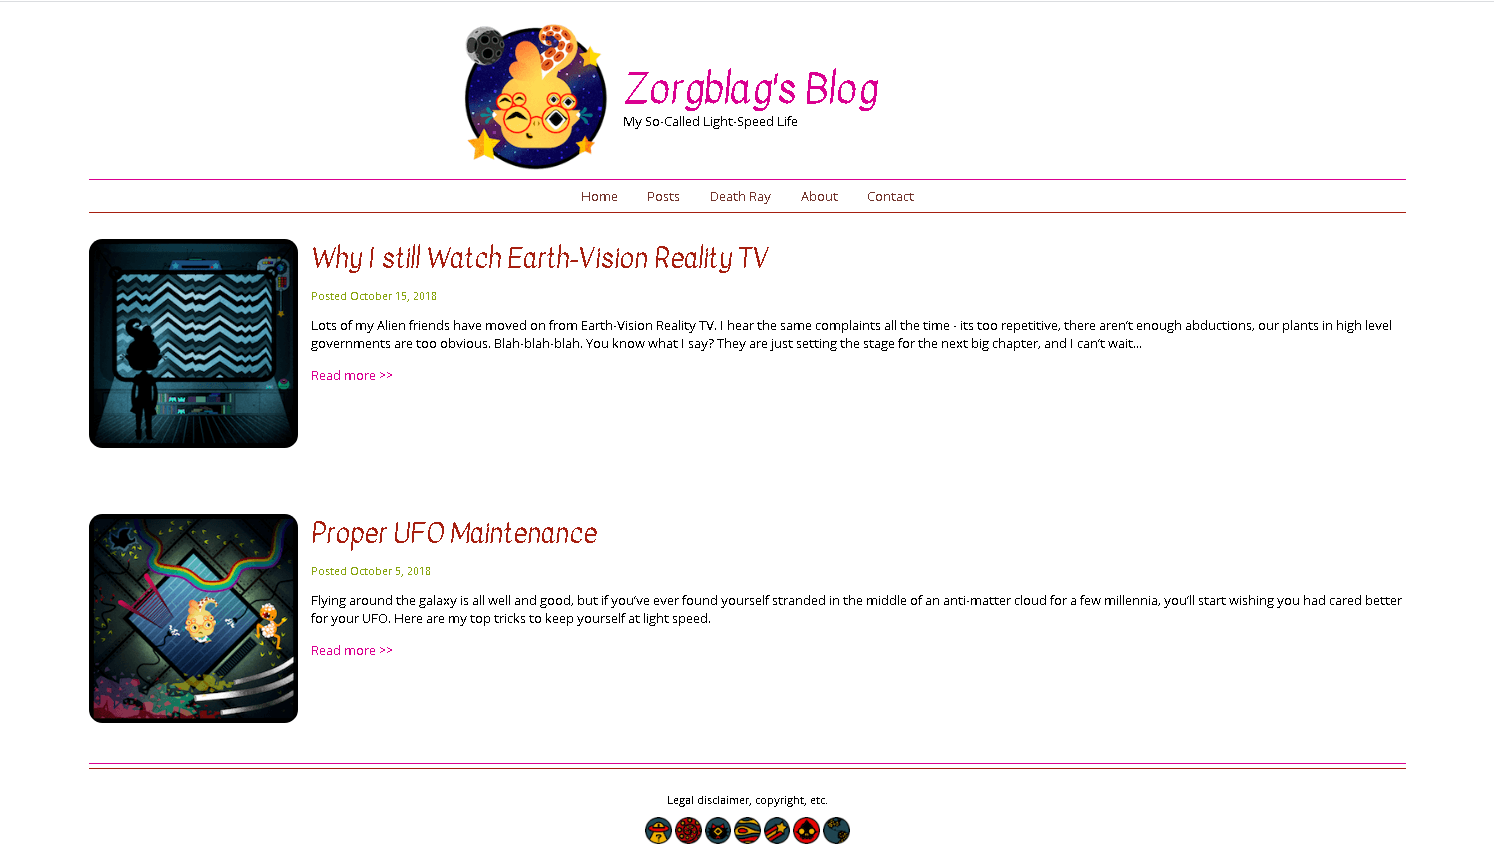 Zorgblag's Blog
My So-Called Light-Speed Life
Home Posts Death Ray About Contact
Why I still Watch Earth-Vision Reality TV
Posted October 15, 2018
Lots of my Alien friends have moved on from Earth-Vision Reality TV. I hear the same complaints all the time - its too repetitive, there aren't enough abductions, our plants in high level
governments are too obvious. Blah-blah-blah. You know what I say? They are just setting the stage for the next big chapter, and I can't wait...
Read more >>
Proper UFO Maintenance
Posted October 5, 2018
Flying around the galaxy is all well and good, but if you've ever found yourself stranded in the middle of an anti-matter cloud for a few millennia, you'll start wishing you had cared better
for your UFO. Here are my top tricks to keep yourself at light speed.
Read more >>
Legal disclaimer, copyright, etc.